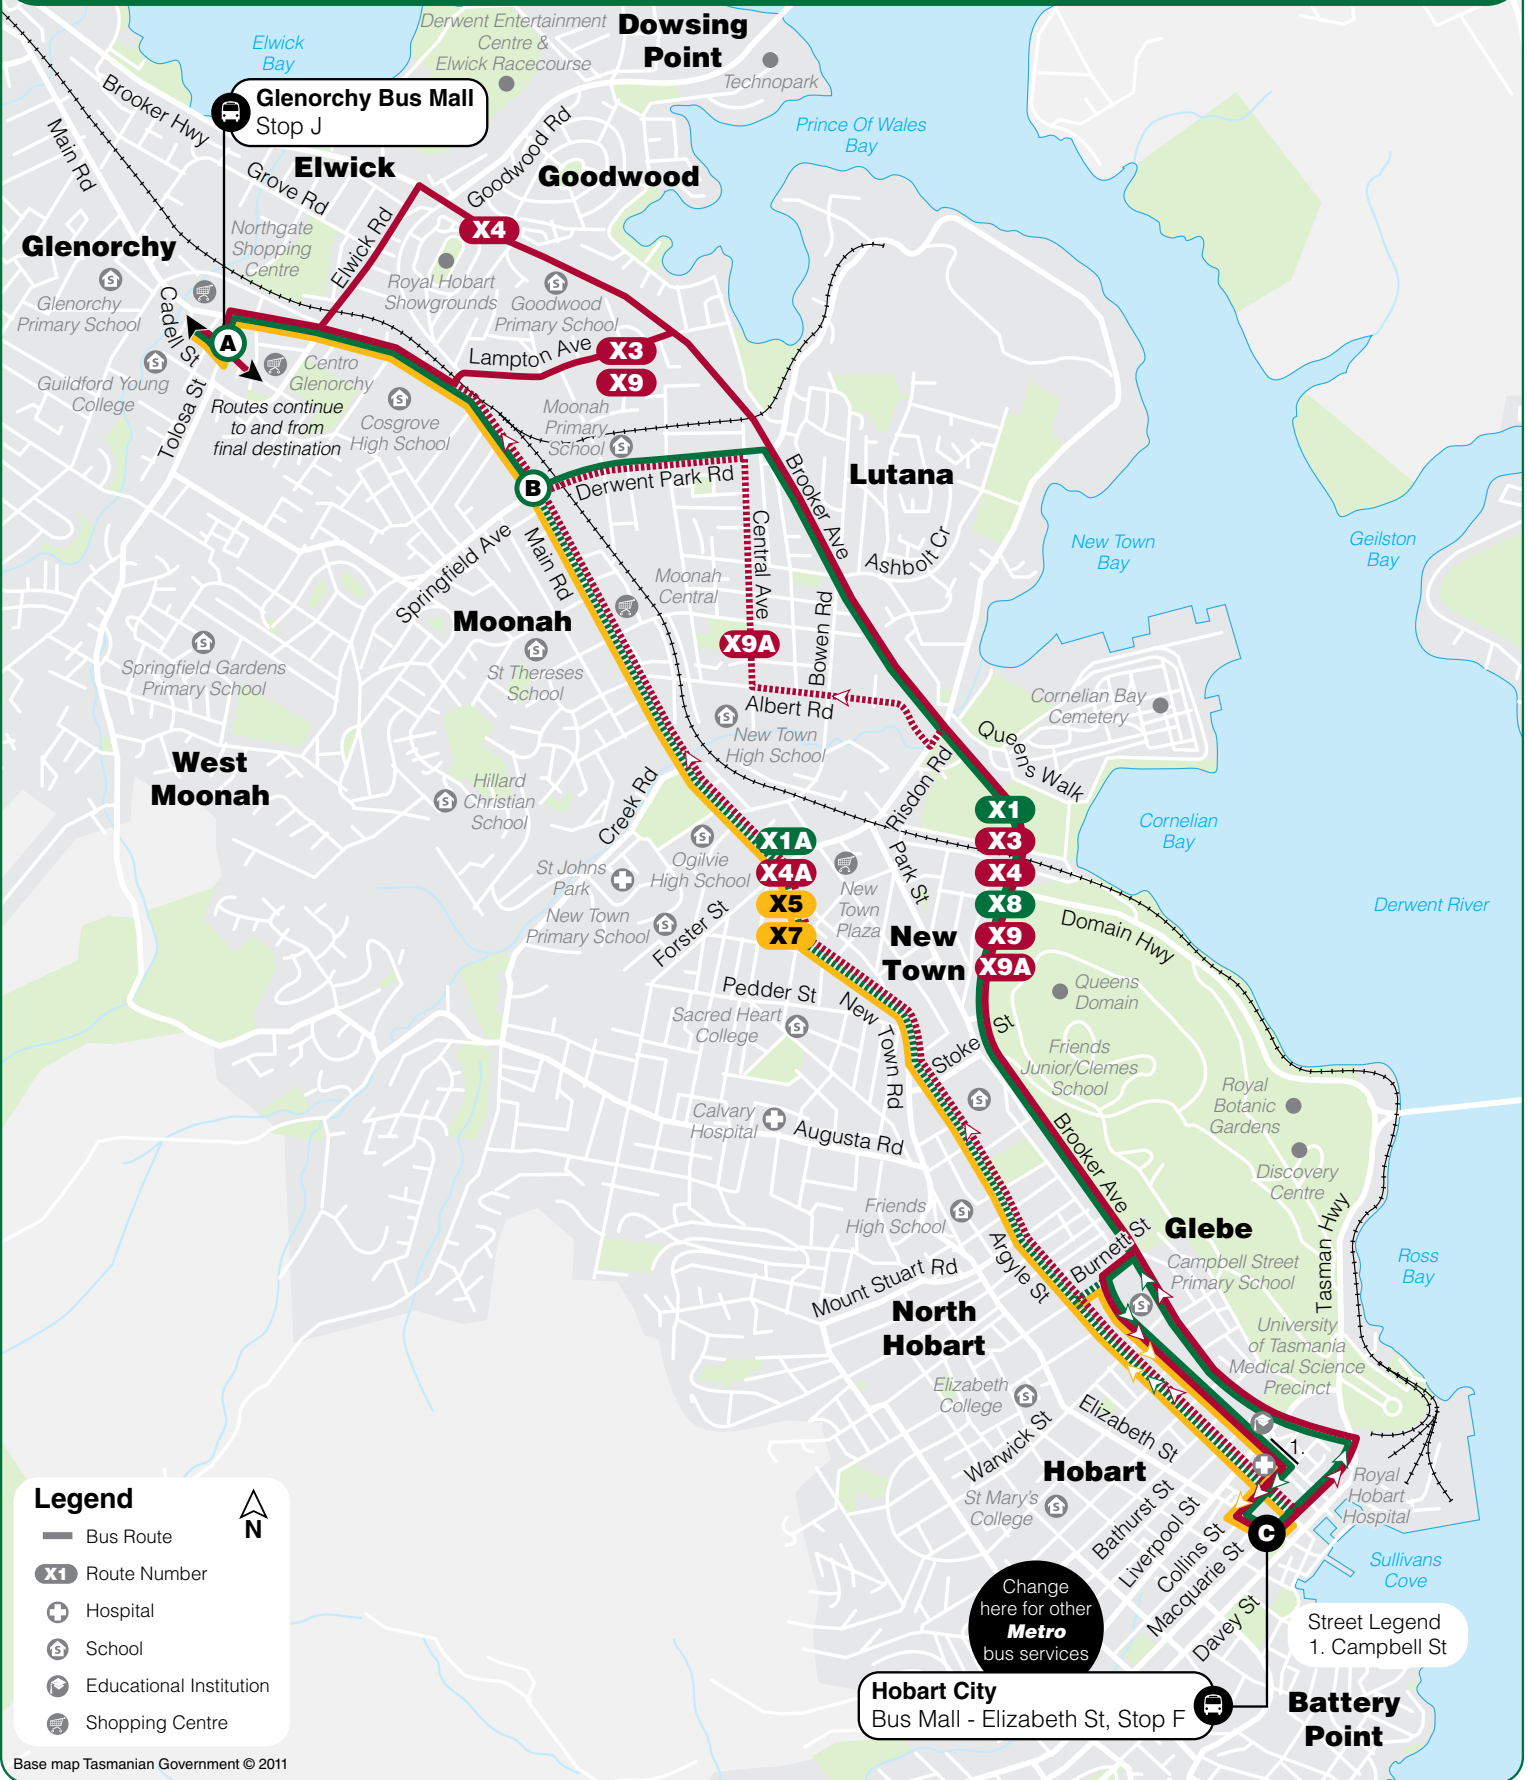 Derwent Entertainment
Centre &
Elwick Racecourse
Dowsing
Point
Technopark
Elwick
Bay
Brooker Hwy
Main Rd
Glenorchy Bus Mall
Stop J
Prince Of Wales
Bay
Elwick
Grove Rd
Goodwood Rd
Goodwood
Northgate
Shopping
Centre
Elwick Rd
X4
Glenorchy
Glenorchy
Primary School
Royal Hobart
Showgrounds
Goodwood
Primary School
Cadell St
A
Lampton Ave
X3
X9
Guildford Young
College
Centro
Glenorchy
Tolosa St
Routes continue
to and from
final destination
Cosgrove
High School
Moonah
Primary
School
B
Derwent Park Rd
Brooker Ave
Lutana
Springfield Ave
Main Rd
Central Ave
Ashbolt Cr
New Town
Bay
Geilston
Bay
Moonah
Central
Bowen Rd
Moonah
X9A
Springfield Gardens
Primary School
St Thereses
School
Albert Rd
Cornelian Bay
Cemetery
New Town
High School
Queens Walk
West
Moonah
Hillard
Christian
School
Creek Rd
Risdon Rd
X1
X3
X4
X8
X9
X9A
Cornelian
Bay
X1A
X4A
X5
X7
Ogilvie
High School
St Johns
Park
New
Town
Plaza
Park St
New Town
Primary School
Forster St
New
Town
Domain Hwy
Derwent River
Pedder St
Queens
Domain
Sacred Heart
College
New Town Rd
Stoke St
Friends
Junior/Clemes
School
Royal
Botanic
Gardens
Calvary
Hospital
Augusta Rd
Brooker Ave
Discovery
Centre
Friends
High School
Argyle St
Burnett St
Glebe
Tasman Hwy
Campbell Street
Primary School
Ross
Bay
Mount Stuart Rd
North
Hobart
University
of Tasmania
Medical Science
Precinct
Elizabeth
College
Elizabeth St
Warwick St
1.
Hobart
St Mary's
College
Bathurst St
Liverpool St
Collins St
Macquarie St
Davey St
C
Royal
Hobart
Hospital
Sullivans
Cove
Change
here for other
Metro
bus services
Street Legend
1. Campbell St
Hobart City
Bus Mall - Elizabeth St, Stop F
Battery
Point
Legend
N
Bus Route
X1 Route Number
Hospital
School
Educational Institution
Shopping Centre
Base map Tasmanian Government © 2011